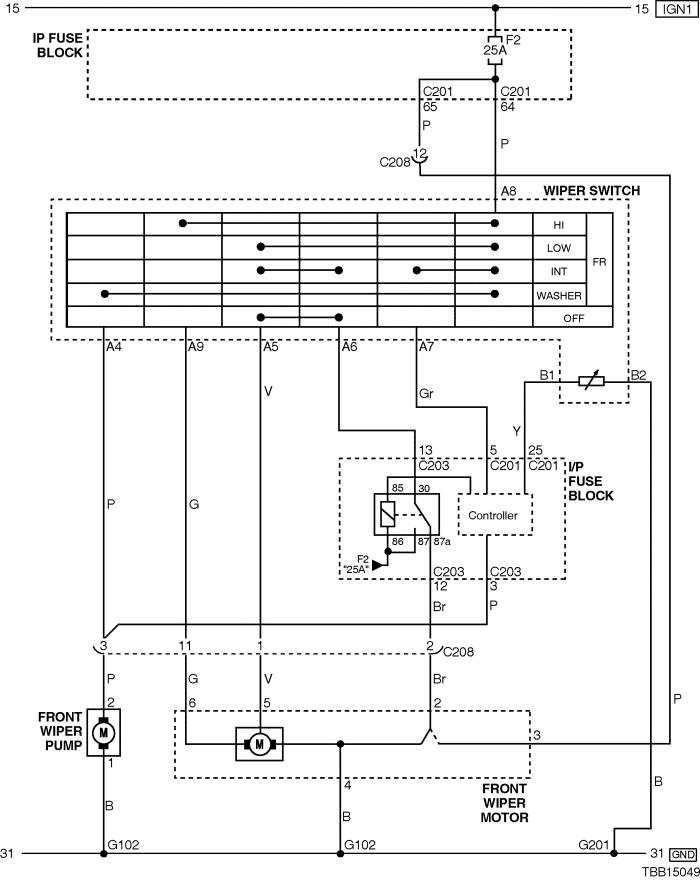 15
15 IGN1
IP FUSE
BLOCK
F2
25A
C201 C201
65 64
P
P
12
C208
A8
WIPER SWITCH
HI
LOW
INT
FR
WASHER
OFF
A4 A9 A5 A6 A7
B1 B2
V
Gr
Y
13 5 25
C203 C201 C201
I/P
FUSE
BLOCK
85 30
P
G
Controller
86 87 87a
F2
"25A"
C203 C203
12 3
Br P
3 11 1 2 C208
P G V Br
P
2 6 5 2
FRONT
WIPER
PUMP
M
M
3
1
4
FRONT
WIPER
MOTOR
B
B
B
G102 G102 G201
31
31 GND
TBB15049